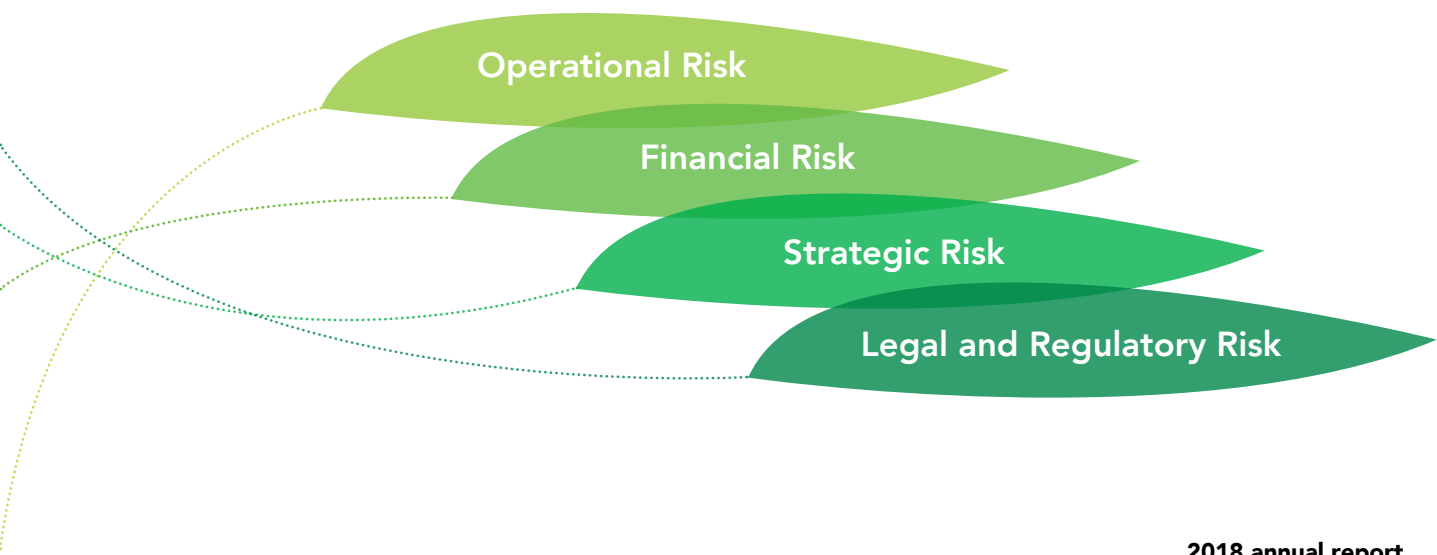 Operational Risk
Financial Risk
Strategic Risk
Legal and Regulatory Risk
2018 annual report